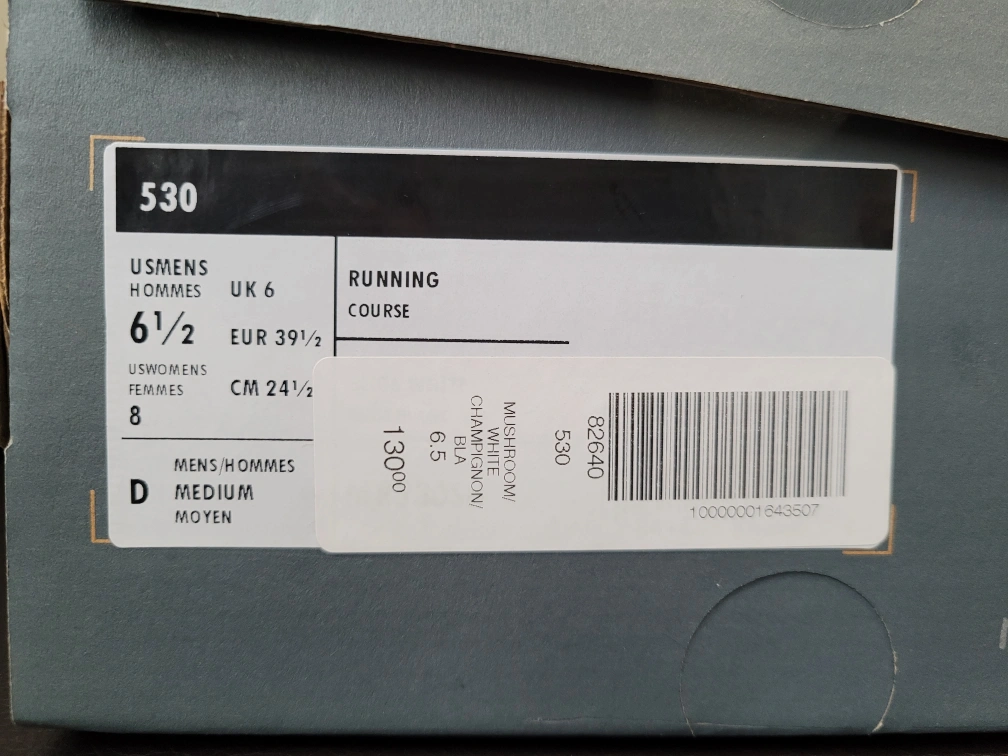 530
USMENS
HOMMES
6½
USWOMENS
FEMMES
8
UK 6
EUR 39½
CM 24½
RUNNING
COURSE
D
MENS/HOMMES
MEDIUM
MOYEN
82640
530
MUSHROOM/
WHITE
CHAMPIGNON/
BLA
6.5
130⁰⁰
10000001643507